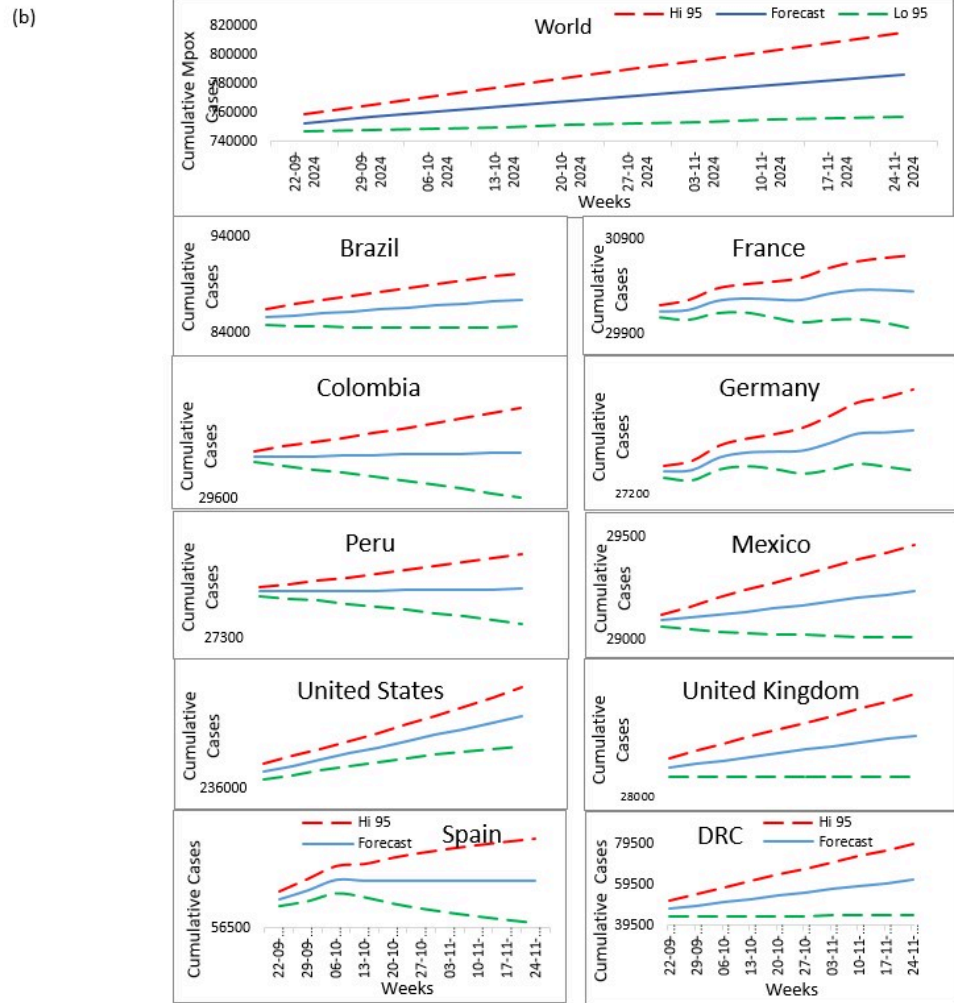 (b)
World
Hi 95
Forecast
Lo 95
Cumulative Mpox
Cases
820000
800000
780000
760000
740000
22-09-
2024
29-09-
2024
06-10-
2024
13-10-
2024
20-10-
2024
27-10-
2024
03-11-
2024
10-11-
2024
17-11-
2024
24-11-
2024
Weeks
Brazil
Cumulative
Cases
94000
84000
France
Cumulative
Cases
30900
29900
Colombia
Cumulative
Cases
29600
Germany
Cumulative
Cases
27200
Peru
Cumulative
Cases
27300
Mexico
Cumulative
Cases
29500
29000
United States
Cumulative
Cases
236000
United Kingdom
Cumulative
Cases
28000
Spain
Hi 95
Forecast
Cumulative Cases
56500
22-09-...
29-09-...
06-10-...
13-10-...
20-10-...
27-10-...
03-11-...
10-11-...
17-11-...
24-11-...
Weeks
DRC
Hi 95
Forecast
Cumulative Cases
79500
59500
39500
22-09-...
29-09-...
06-10-...
13-10-...
20-10-...
27-10-...
03-11-...
10-11-...
17-11-...
24-11-...
Weeks